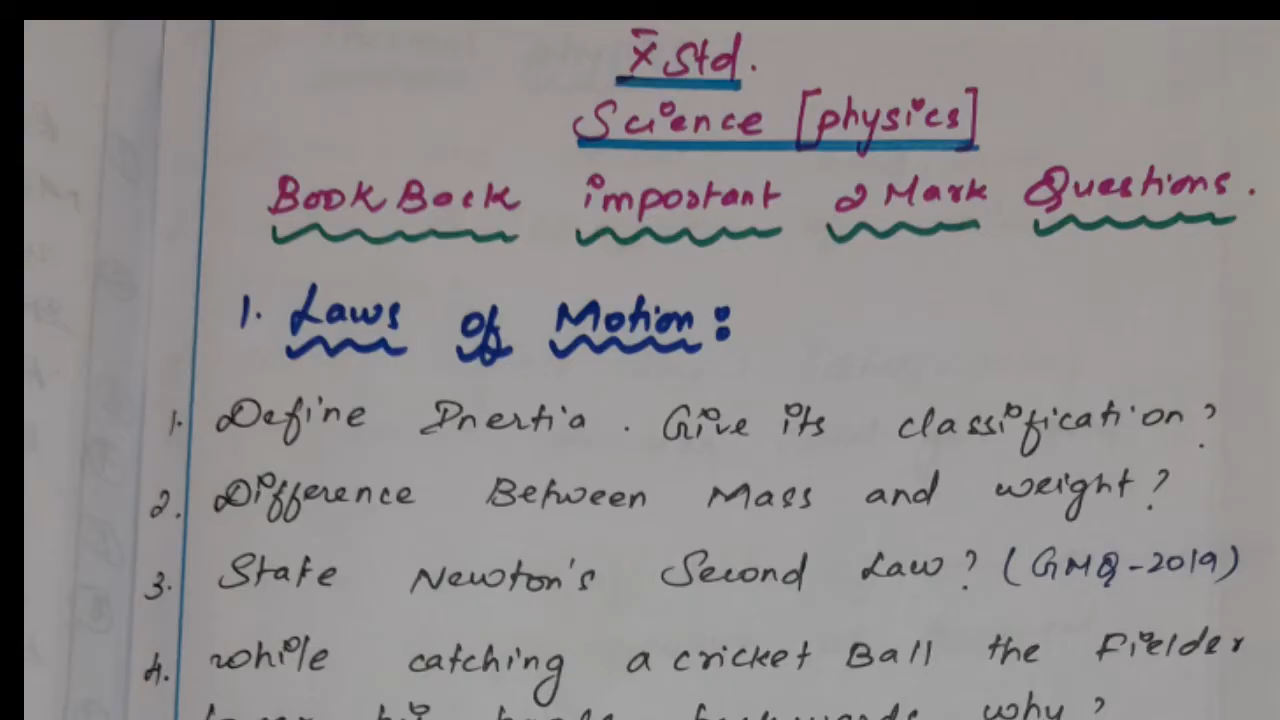 X Std.
Science [physics]
Book Back important 2 Mark Questions.
1. Laws of Motion:
1. Define Inertia. Give its classification?
2. Difference Between Mass and weight?
3. State Newton's Second Law? (GMQ-2019)
4. while catching a cricket Ball the Fielder
why?